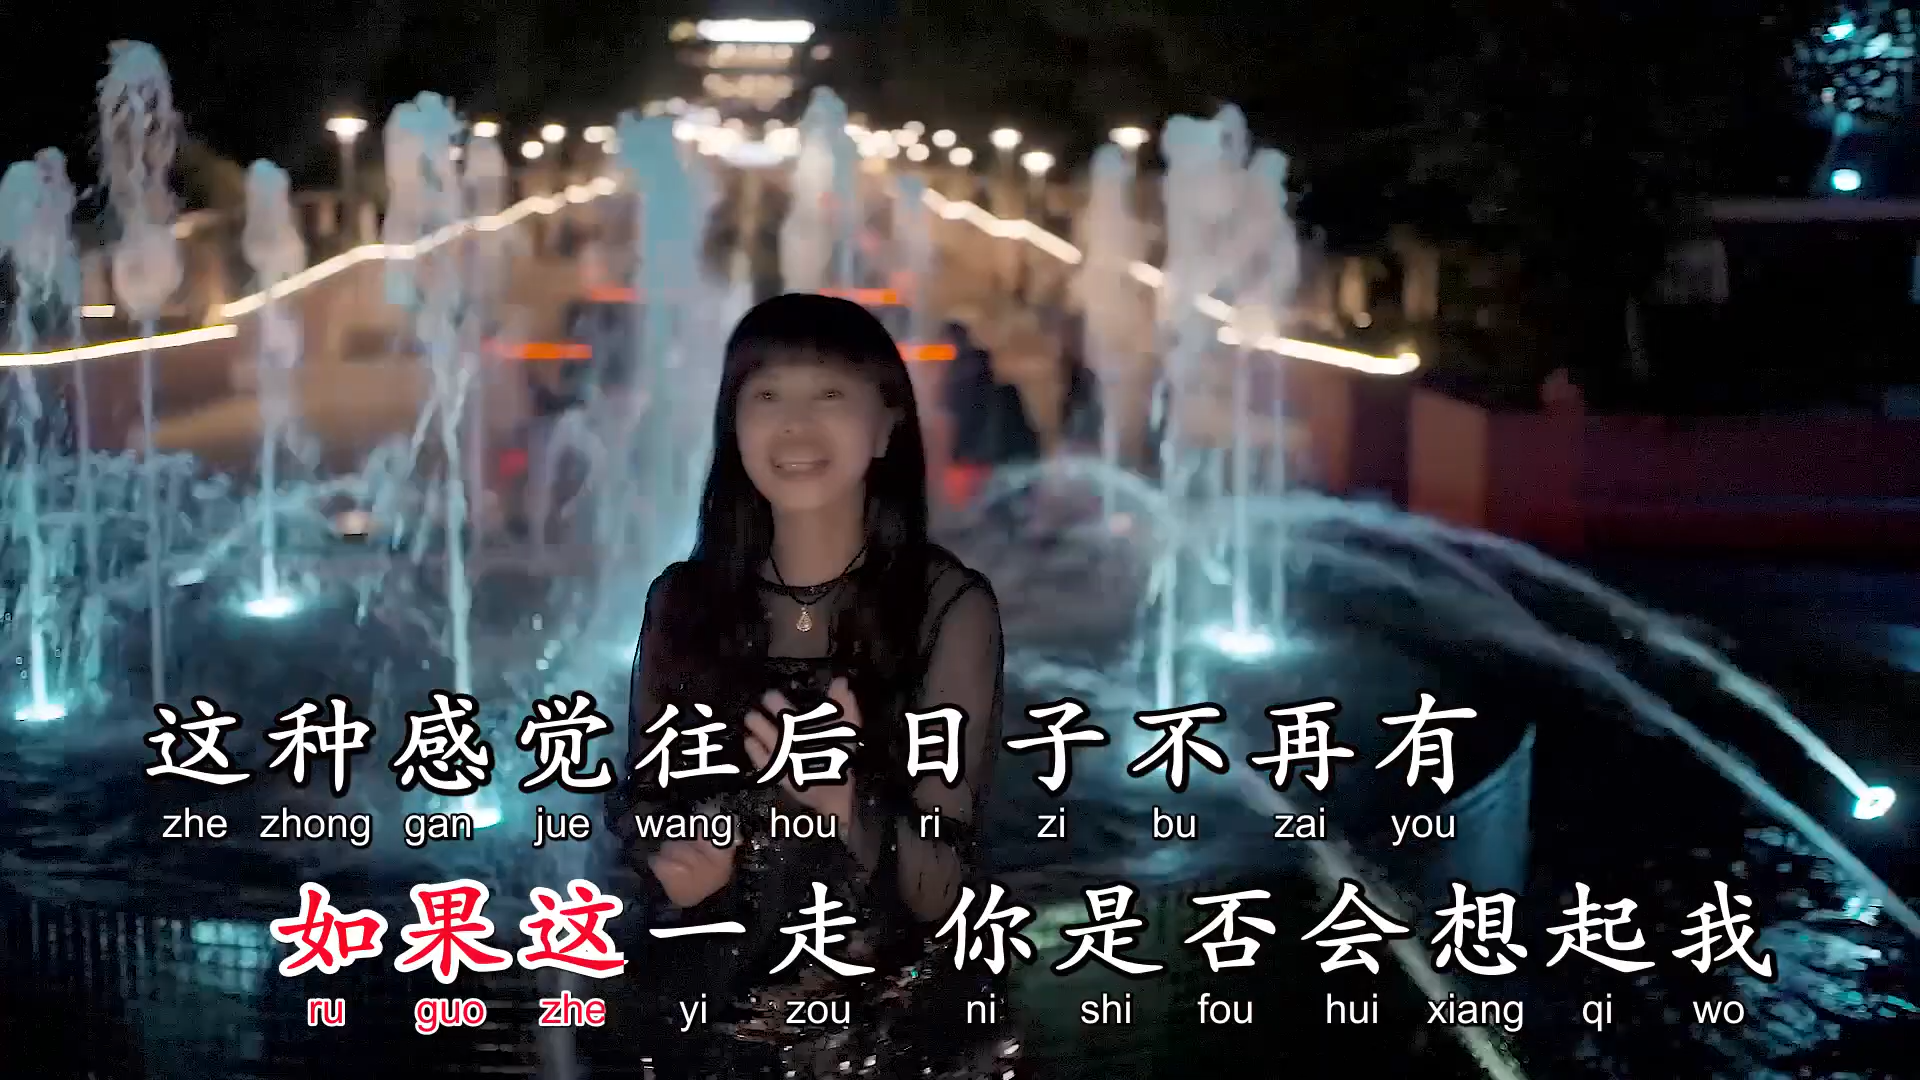 这种感觉往后日子不再有
zhe zhong gan jue wang hou ri zi bu zai you
如果这一走 你是否会想起我
ru guo zhe yi zou ni shi fou hui xiang qi wo